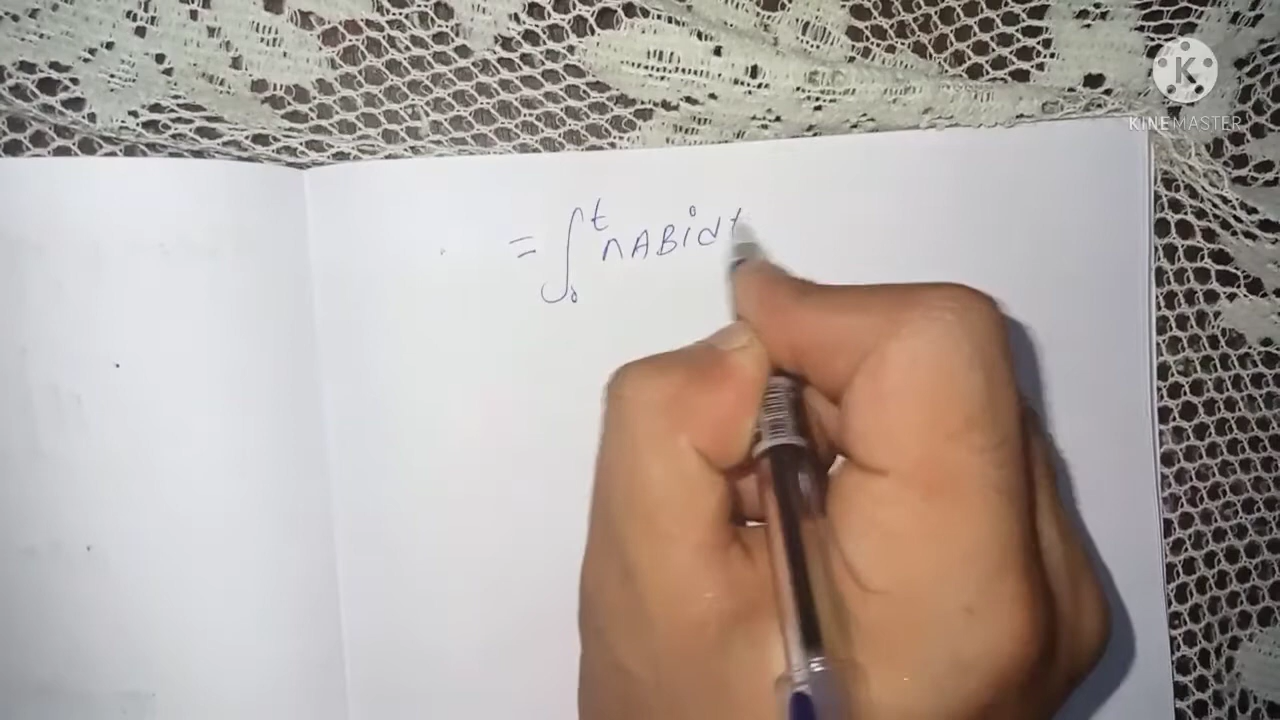 K
KINEMASTER
= ∫₀ᵗ nABidt